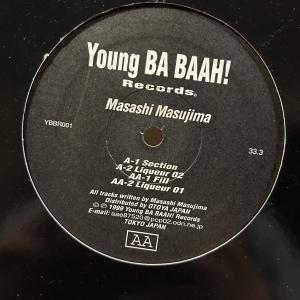 Young BA BAAH!
Records.
Masashi Masujima
YBBR001
33.3
A-1 Section
A-2 Liqueur 02
AA-1 Fill
AA-2 Liqueur 01
All tracks written by Masashi Masujima
Distributed by OTOYA JAPAN
© ℗ 1999 Young BA BAAH! Records
TOKYO JAPAN
AA